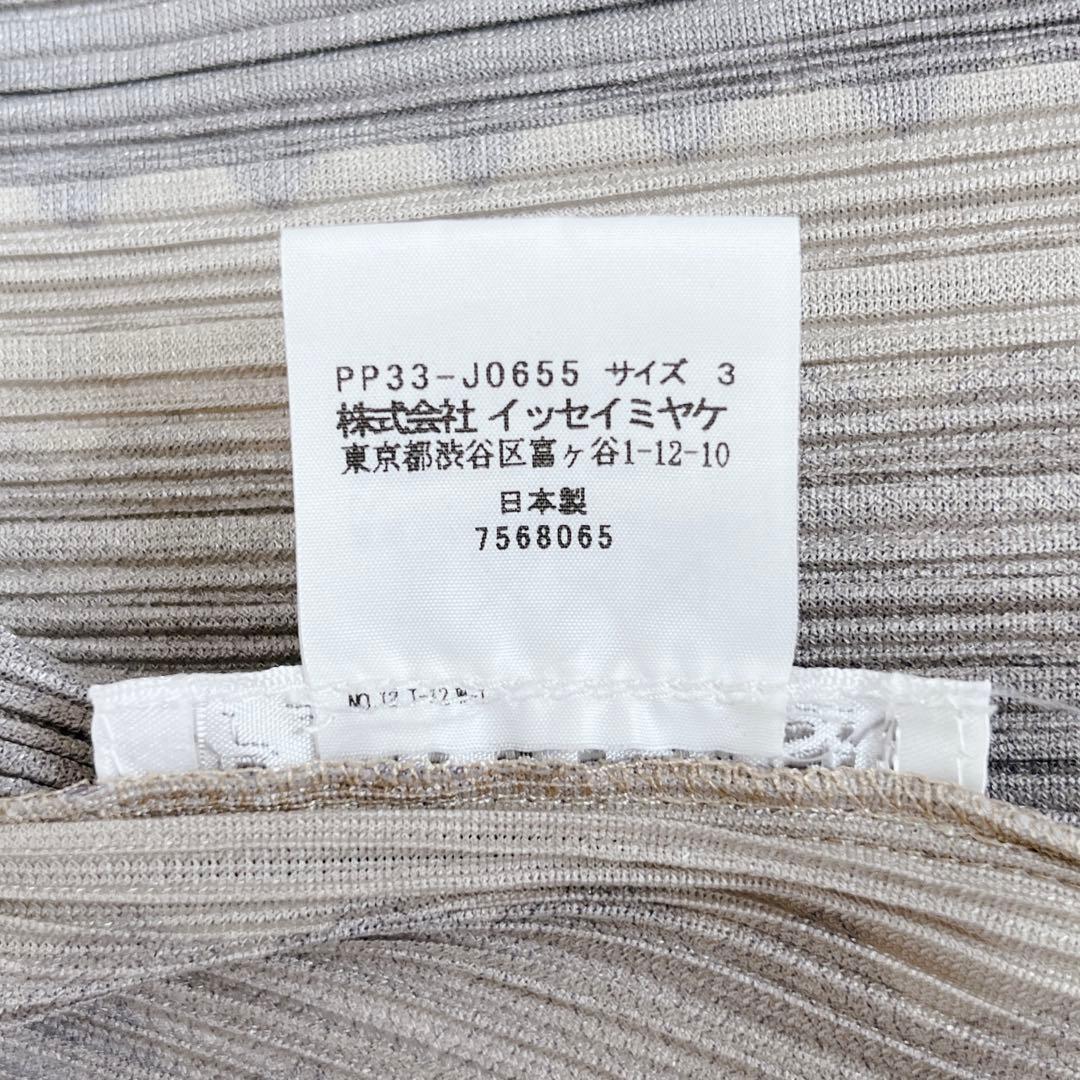 PP33-J0655 サイズ 3
株式会社 イッセイミヤケ
東京都渋谷区富ヶ谷1-12-10
日本製
7568065